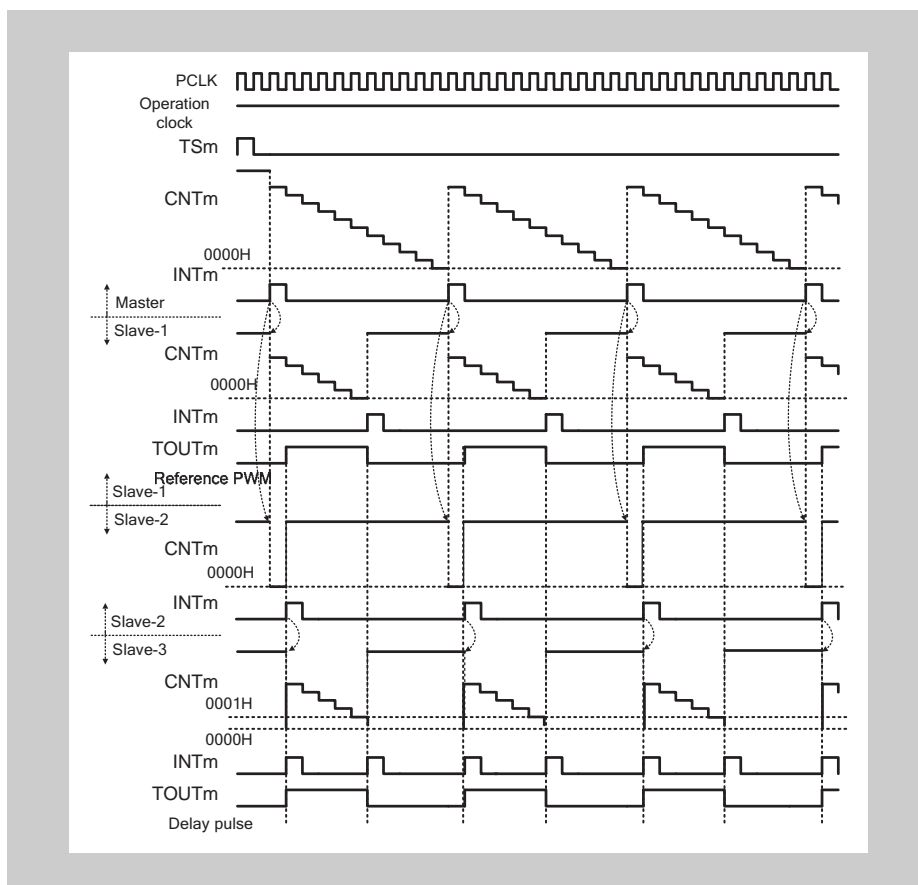 PCLK
Operation
clock
TSm
CNTm
0000H
INTm
Master
Slave-1
CNTm
0000H
INTm
TOUTm
Reference PWM
Slave-1
Slave-2
CNTm
0000H
INTm
Slave-2
Slave-3
CNTm
0001H
0000H
INTm
TOUTm
Delay pulse